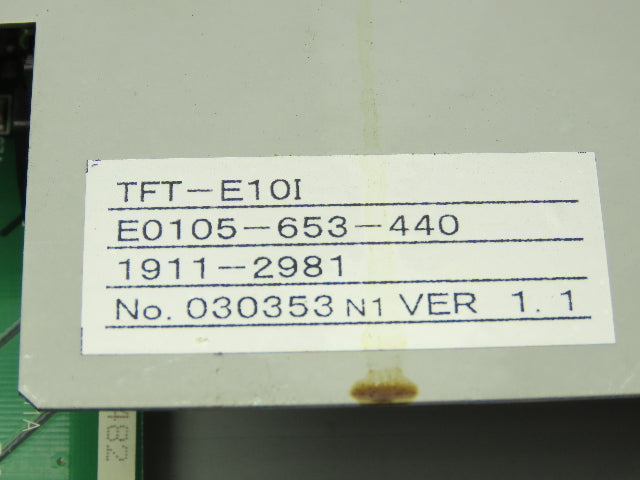 TFT-E10I
E0105-653-440
1911-2981
No. 030353 N1 VER 1. 1
482